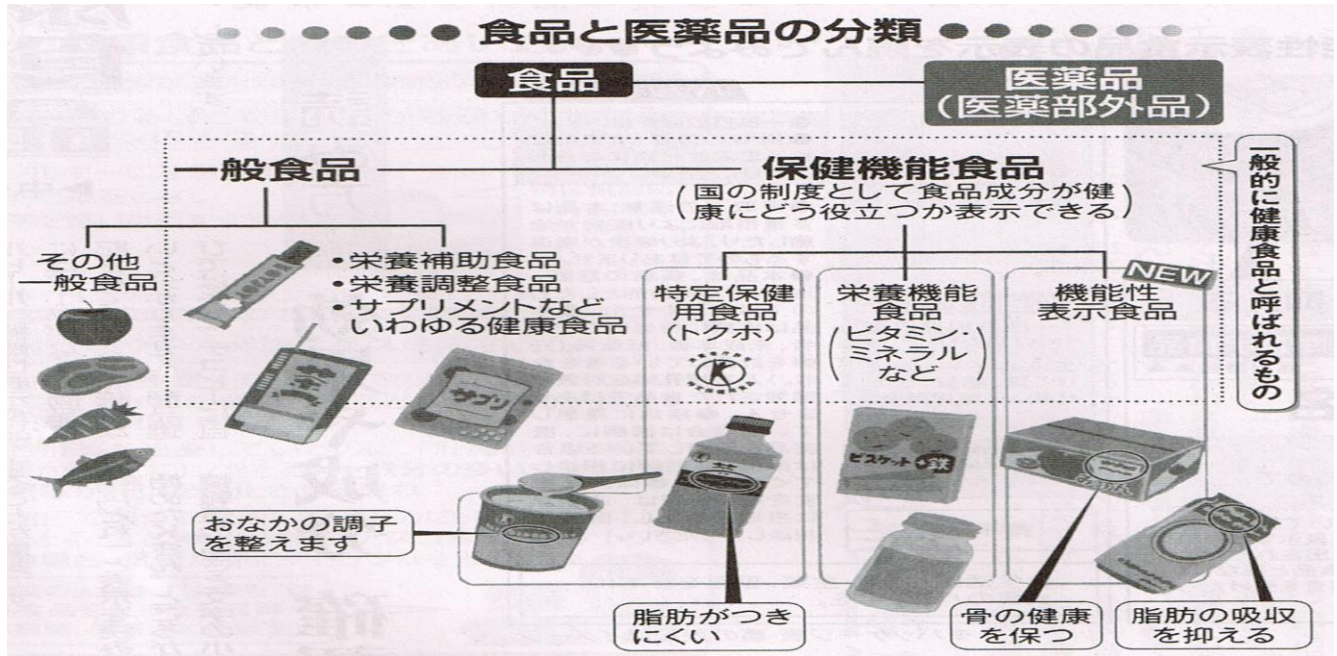 食品と医薬品の分類
食品
医薬品
(医薬部外品)
一般食品
保健機能食品
(国の制度として食品成分が健
康にどう役立つか表示できる)
一般的に健康食品と呼ばれるもの
その他
一般食品
・栄養補助食品
・栄養調整食品
・サプリメントなど
いわゆる健康食品
特定保健
用食品
(トクホ)
栄養機能
食品
(ビタミン・
ミネラル
など)
NEW
機能性
表示食品
サプリ
ビスケット+鉄
おなかの調子
を整えます
脂肪がつき
にくい
骨の健康
を保つ
脂肪の吸収
を抑える